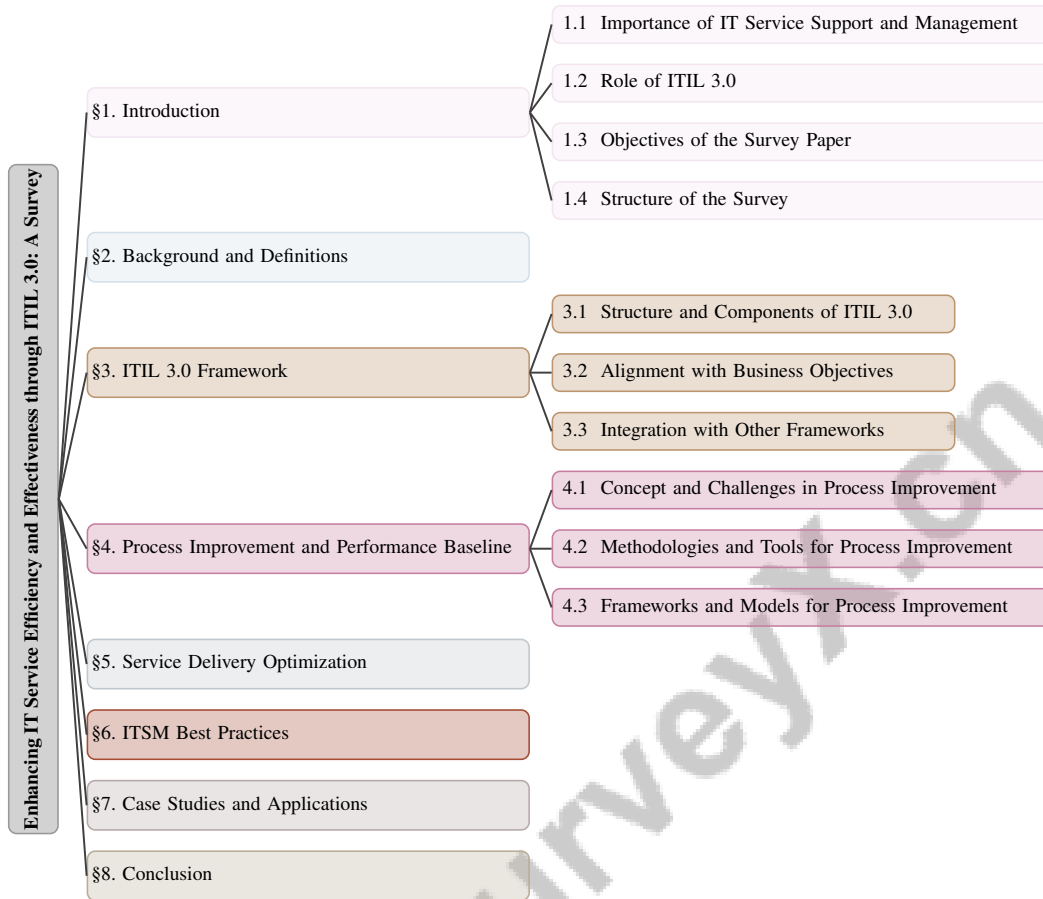 Enhancing IT Service Efficiency and Effectiveness through ITIL 3.0: A Survey
§1. Introduction
1.1 Importance of IT Service Support and Management
1.2 Role of ITIL 3.0
1.3 Objectives of the Survey Paper
1.4 Structure of the Survey
§2. Background and Definitions
§3. ITIL 3.0 Framework
3.1 Structure and Components of ITIL 3.0
3.2 Alignment with Business Objectives
3.3 Integration with Other Frameworks
§4. Process Improvement and Performance Baseline
4.1 Concept and Challenges in Process Improvement
4.2 Methodologies and Tools for Process Improvement
4.3 Frameworks and Models for Process Improvement
§5. Service Delivery Optimization
§6. ITSM Best Practices
§7. Case Studies and Applications
§8. Conclusion
urveyX.cn